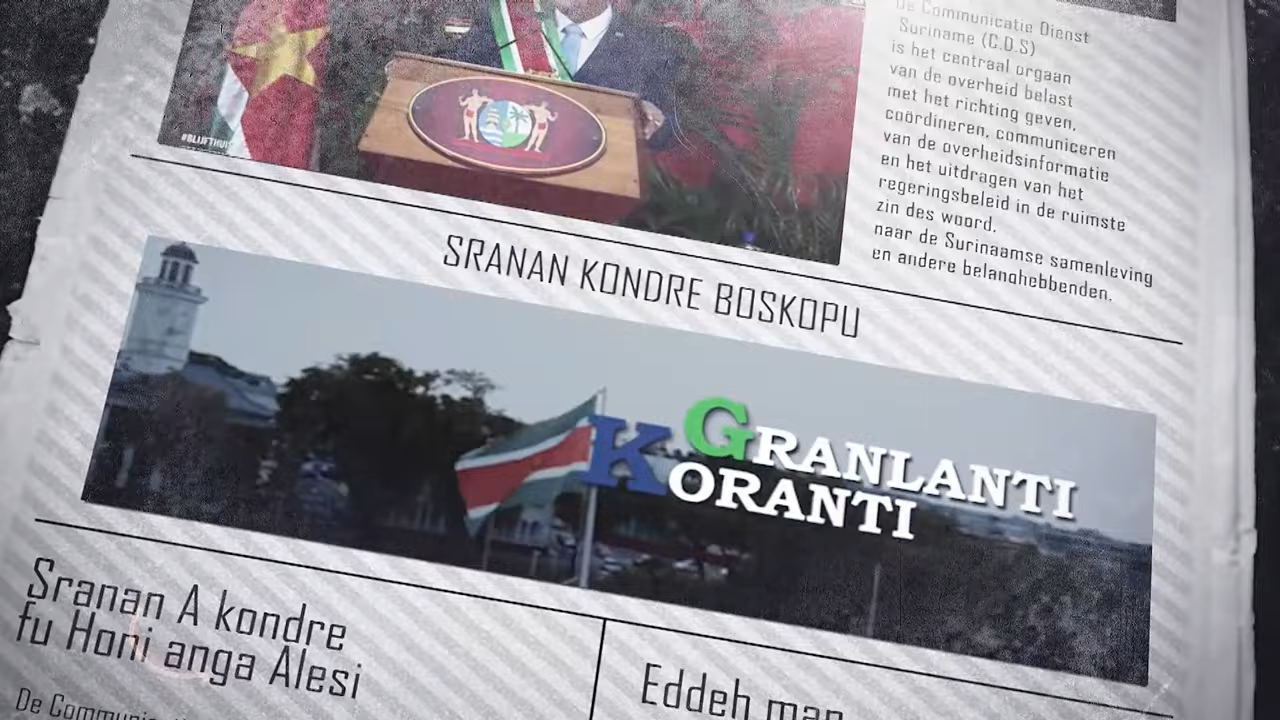 #BLIJFTHUIS
De Communicatie Dienst
Suriname (C.D.S)
is het centraal orgaan
van de overheid belast
met het richting geven,
coördineren, communiceren
van de overheidsinformatie
en het uitdragen van het
regeringsbeleid in de ruimste
zin des woord.
naar de Surinaamse samenleving
en andere belanghebbenden.
SRANAN KONDRE BOSKOPU
GRANLANTI
KORANTI
Sranan A kondre
fu Honi anga Alesi
De
Eddeh man